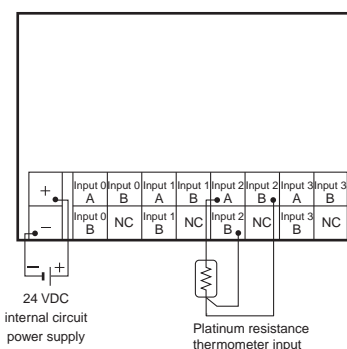 + Input 0 A Input 0 B Input 1 A Input 1 B Input 2 A Input 2 B Input 3 A Input 3 B
− Input 0 B NC Input 1 B NC Input 2 B NC Input 3 B NC
− +
24 VDC
internal circuit
power supply
Platinum resistance
thermometer input